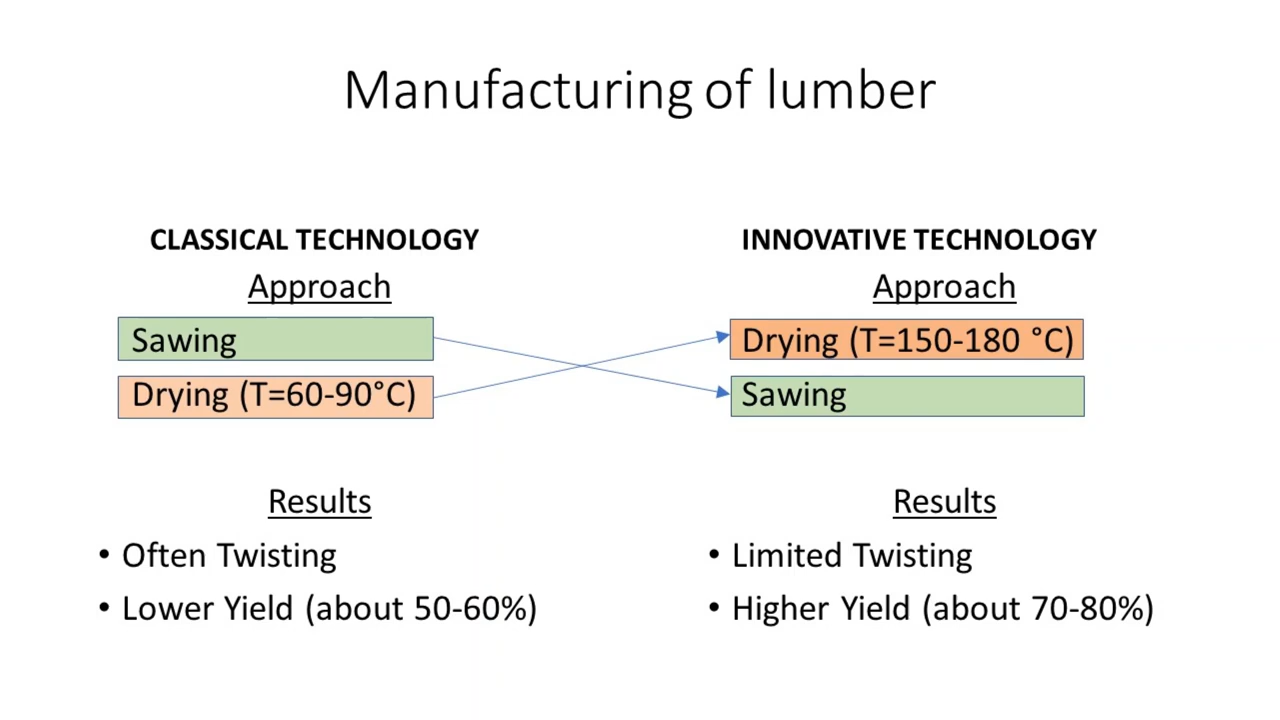 Manufacturing of lumber
CLASSICAL TECHNOLOGY
Approach
Sawing
Drying (T=60-90°C)
Results
• Often Twisting
• Lower Yield (about 50-60%)
INNOVATIVE TECHNOLOGY
Approach
Drying (T=150-180 °C)
Sawing
Results
• Limited Twisting
• Higher Yield (about 70-80%)